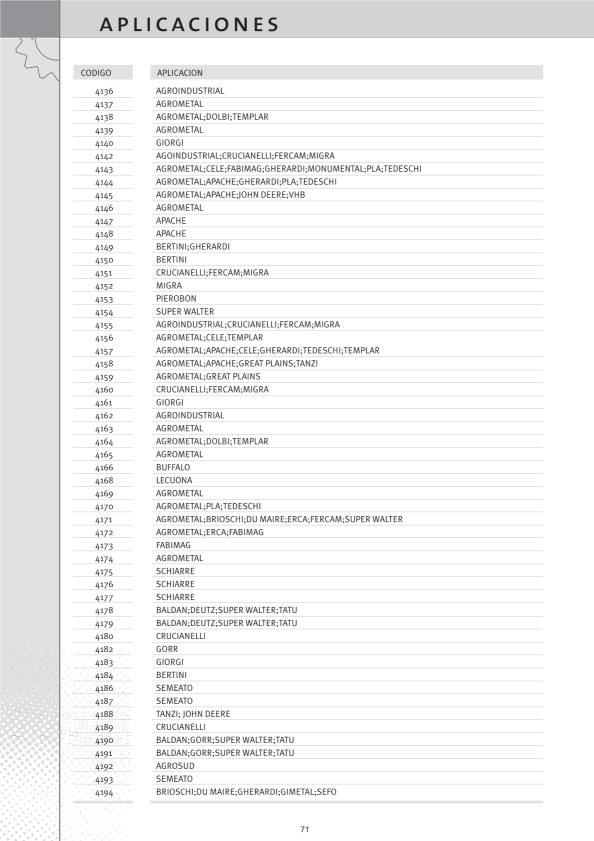 APLICACIONES
CODIGO APLICACION
4136 AGROINDUSTRIAL
4137 AGROMETAL
4138 AGROMETAL;DOLBI;TEMPLAR
4139 AGROMETAL
4140 GIORGI
4142 AGOINDUSTRIAL;CRUCIANELLI;FERCAM;MIGRA
4143 AGROMETAL;CELE;FABIMAG;GHERARDI;MONUMENTAL;PLA;TEDESCHI
4144 AGROMETAL;APACHE;GHERARDI;PLA;TEDESCHI
4145 AGROMETAL;APACHE;JOHN DEERE;VHB
4146 AGROMETAL
4147 APACHE
4148 APACHE
4149 BERTINI;GHERARDI
4150 BERTINI
4151 CRUCIANELLI;FERCAM;MIGRA
4152 MIGRA
4153 PIEROBON
4154 SUPER WALTER
4155 AGROINDUSTRIAL;CRUCIANELLI;FERCAM;MIGRA
4156 AGROMETAL;CELE;TEMPLAR
4157 AGROMETAL;APACHE;CELE;GHERARDI;TEDESCHI;TEMPLAR
4158 AGROMETAL;APACHE;GREAT PLAINS;TANZI
4159 AGROMETAL;GREAT PLAINS
4160 CRUCIANELLI;FERCAM;MIGRA
4161 GIORGI
4162 AGROINDUSTRIAL
4163 AGROMETAL
4164 AGROMETAL;DOLBI;TEMPLAR
4165 AGROMETAL
4166 BUFFALO
4168 LECUONA
4169 AGROMETAL
4170 AGROMETAL;PLA;TEDESCHI
4171 AGROMETAL;BRIOSCHI;DU MAIRE;ERCA;FERCAM;SUPER WALTER
4172 AGROMETAL;ERCA;FABIMAG
4173 FABIMAG
4174 AGROMETAL
4175 SCHIARRE
4176 SCHIARRE
4177 SCHIARRE
4178 BALDAN;DEUTZ;SUPER WALTER;TATU
4179 BALDAN;DEUTZ;SUPER WALTER;TATU
4180 CRUCIANELLI
4182 GORR
4183 GIORGI
4184 BERTINI
4186 SEMEATO
4187 SEMEATO
4188 TANZI; JOHN DEERE
4189 CRUCIANELLI
4190 BALDAN;GORR;SUPER WALTER;TATU
4191 BALDAN;GORR;SUPER WALTER;TATU
4192 AGROSUD
4193 SEMEATO
4194 BRIOSCHI;DU MAIRE;GHERARDI;GIMETAL;SEFO
71